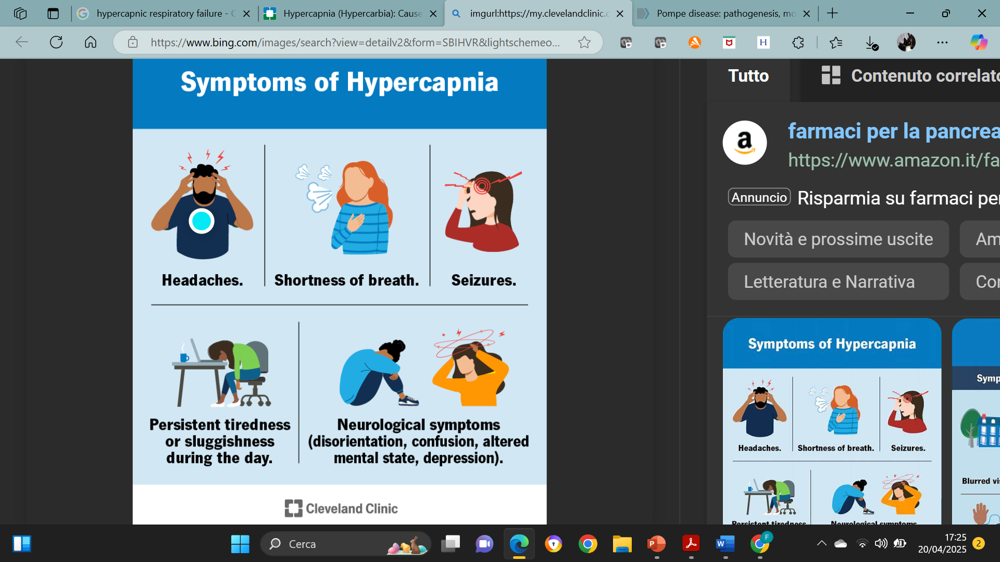 hypercapnic respiratory failure - C
Hypercapnia (Hypercarbia): Cause
imgurl:https://my.clevelandclinic.c
Pompe disease: pathogenesis, mo
https://www.bing.com/images/search?view=detailv2&form=SBIHVR&lightschemeo...
Symptoms of Hypercapnia
Headaches.
Shortness of breath.
Seizures.
Persistent tiredness
or sluggishness
during the day.
Neurological symptoms
(disorientation, confusion, altered
mental state, depression).
Cleveland Clinic
Tutto
Contenuto correlato
farmaci per la pancrea
https://www.amazon.it/fa
Annuncio Risparmia su farmaci per
Novità e prossime uscite
Am
Letteratura e Narrativa
Cor
Symptoms of Hypercapnia
Headaches.
Shortness of breath.
Seizures.
Persistent tiredness
Neurological symptoms
Symp
Blurred vis
Cerca
17:25
20/04/2025
2